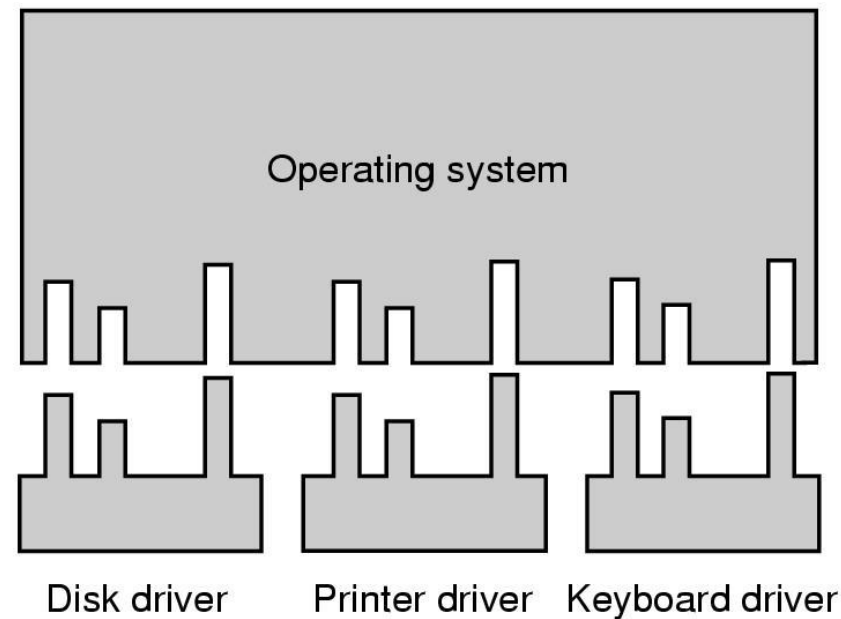 Operating system
Disk driver
Printer driver
Keyboard driver